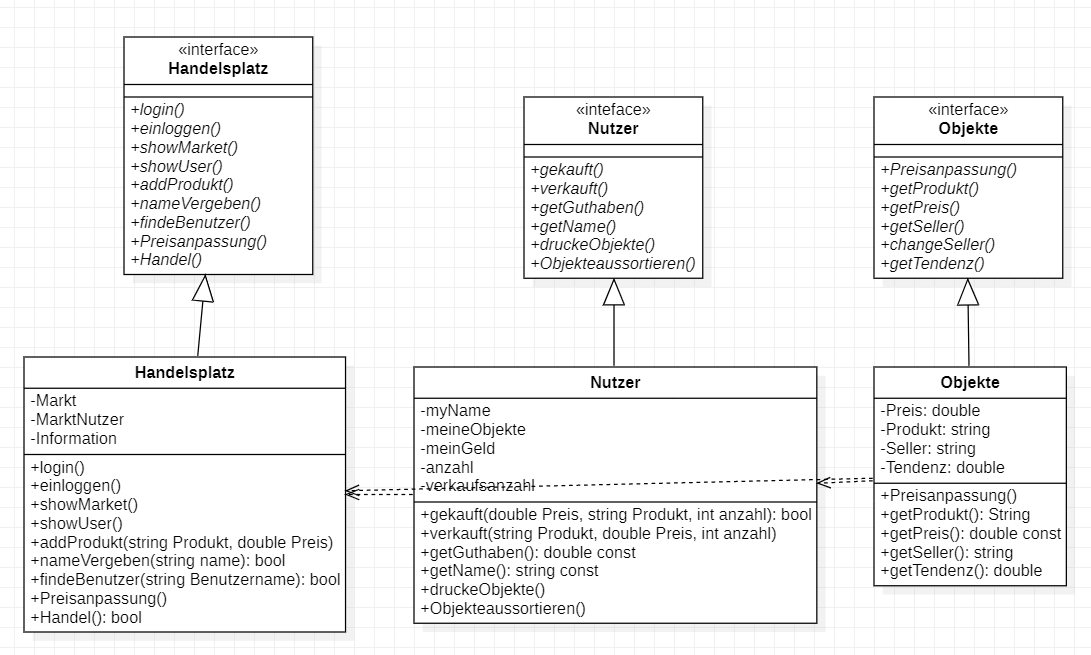 «interface»
Handelsplatz
+login()
+einloggen()
+showMarket()
+showUser()
+addProdukt()
+nameVergeben()
+findeBenutzer()
+Preisanpassung()
+Handel()
«inteface»
Nutzer
+gekauft()
+verkauft()
+getGuthaben()
+getName()
+druckeObjekte()
+Objekteaussortieren()
«interface»
Objekte
+Preisanpassung()
+getProdukt()
+getPreis()
+getSeller()
+changeSeller()
+getTendenz()
Handelsplatz
-Markt
-MarktNutzer
-Information
+login()
+einloggen()
+showMarket()
+showUser()
+addProdukt(string Produkt, double Preis)
+nameVergeben(string name): bool
+findeBenutzer(string Benutzername): bool
+Preisanpassung()
+Handel(): bool
Nutzer
-myName
-meineObjekte
-meinGeld
-anzahl
-verkaufsanzahl
+gekauft(double Preis, string Produkt, int anzahl): bool
+verkauft(string Produkt, double Preis, int anzahl)
+getGuthaben(): double const
+getName(): string const
+druckeObjekte()
+Objekteaussortieren()
Objekte
-Preis: double
-Produkt: string
-Seller: string
-Tendenz: double
+Preisanpassung()
+getProdukt(): String
+getPreis(): double const
+getSeller(): string
+getTendenz(): double